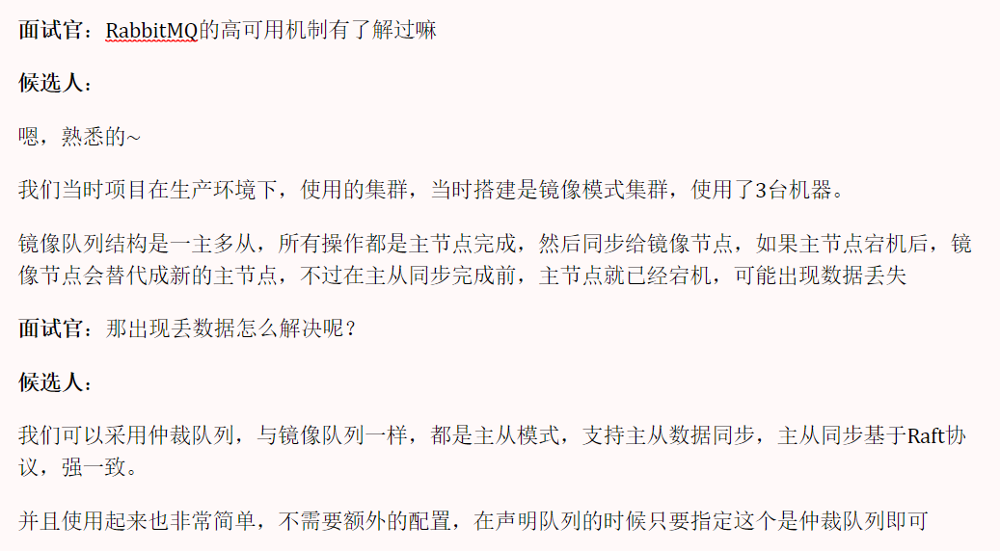 面试官：RabbitMQ的高可用机制有了解过嘛
候选人：
嗯，熟悉的~
我们当时项目在生产环境下，使用的集群，当时搭建是镜像模式集群，使用了3台机器。
镜像队列结构是一主多从，所有操作都是主节点完成，然后同步给镜像节点，如果主节点宕机后，镜
像节点会替代成新的主节点，不过在主从同步完成前，主节点就已经宕机，可能出现数据丢失
面试官：那出现丢数据怎么解决呢？
候选人：
我们可以采用仲裁队列，与镜像队列一样，都是主从模式，支持主从数据同步，主从同步基于Raft协
议，强一致。
并且使用起来也非常简单，不需要额外的配置，在声明队列的时候只要指定这个是仲裁队列即可